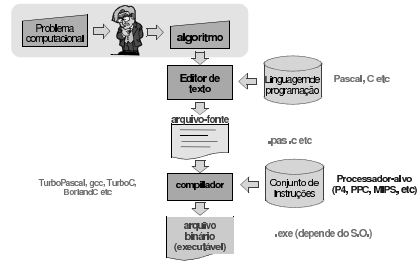 Problema
computacional
algoritmo
Editor de
texto
Linguagem de
programação
Pascal, C etc
arquivo-fonte
.pas .c etc
TurboPascal, gcc, TurboC,
BorlandC etc
compilador
Conjunto de
Instruções
Processador-alvo
(P4, PPC, MIPS, etc)
arquivo
binário
(executável)
.exe (depende do S.O.)